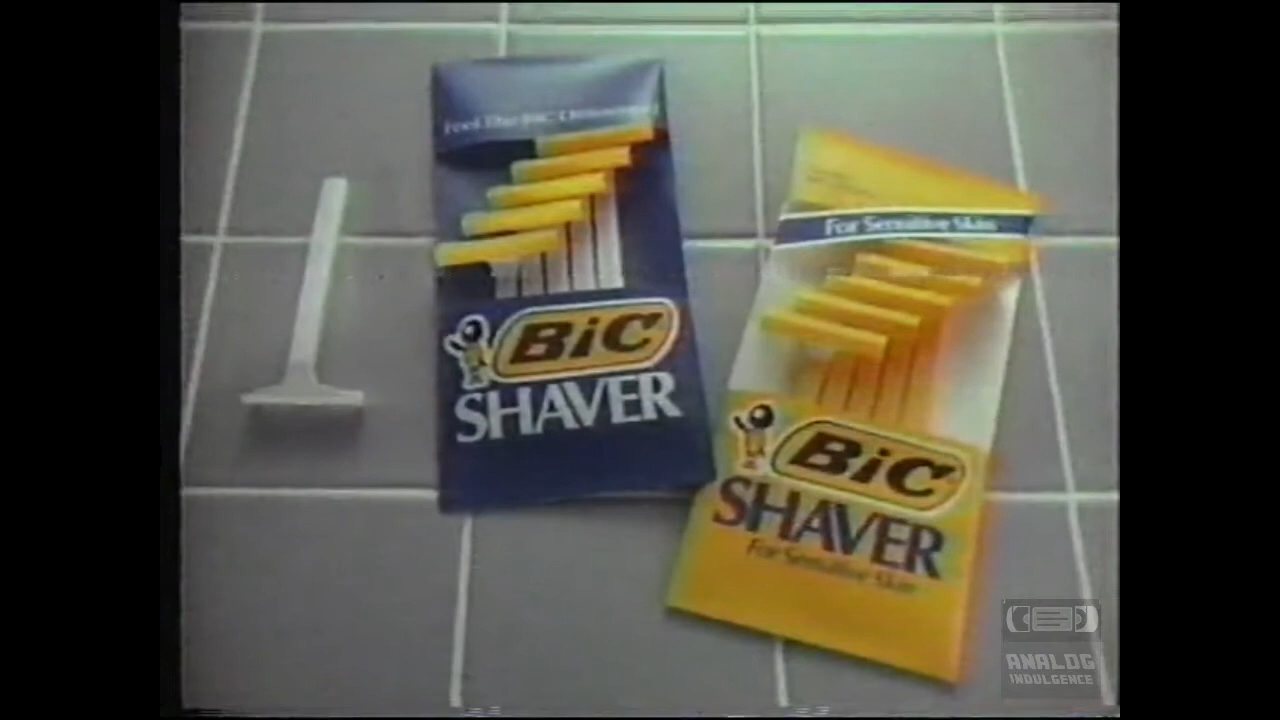 Feel The BiC Difference!
BiC
SHAVER
For Sensitive Skin
BiC
SHAVER
For Sensitive Skin
ANALOG
INDULGENCE